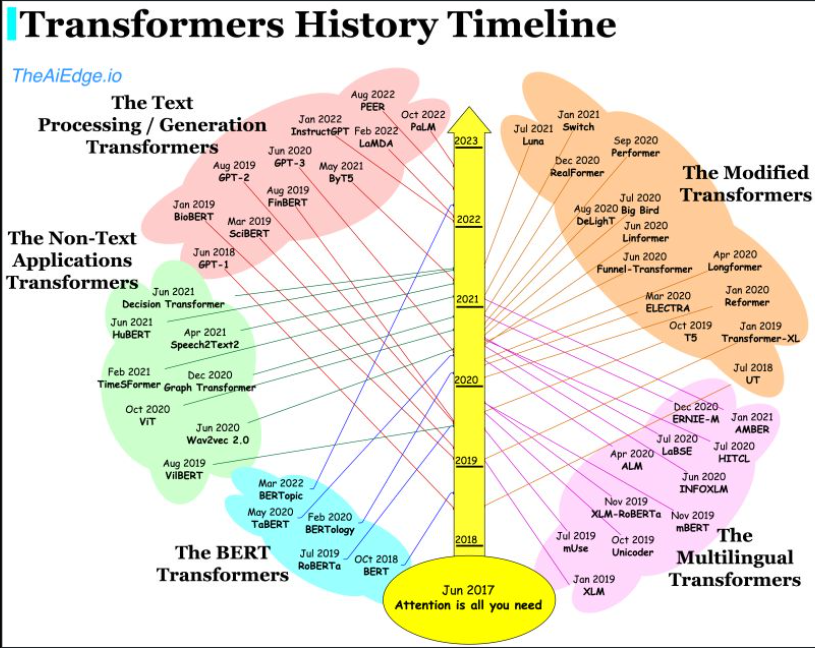 Transformers History Timeline
TheAiEdge.io
The Text
Processing / Generation
Transformers
Aug 2022
PEER
Jan 2022
InstructGPT
Feb 2022
LaMDA
Oct 2022
PaLM
Jun 2020
GPT-3
Aug 2019
GPT-2
May 2021
ByT5
Aug 2019
FinBERT
Jan 2019
BioBERT
Mar 2019
SciBERT
Jun 2018
GPT-1
The Non-Text
Applications
Transformers
Jun 2021
Decision Transformer
Jun 2021
HuBERT
Apr 2021
Speech2Text2
Feb 2021
TimeSFormer
Dec 2020
Graph Transformer
Oct 2020
ViT
Jun 2020
Wav2vec 2.0
Aug 2019
VilBERT
The BERT
Transformers
Mar 2022
BERTopic
May 2020
TaBERT
Feb 2020
BERTology
Jul 2019
RoBERTa
OCt 2018
BERT
2023
2022
2021
2020
2019
2018
Jun 2017
Attention is all you need
The Modified
Transformers
Jul 2021
Luna
Jan 2021
Switch
Sep 2020
Performer
Dec 2020
RealFormer
Jul 2020
Big Bird
Aug 2020
DeLighT
Jun 2020
Linformer
Jun 2020
Funnel-Transformer
Apr 2020
Longformer
Mar 2020
ELECTRA
Jan 2020
Reformer
Oct 2019
T5
Jan 2019
Transformer-XL
Jul 2018
UT
The
Multilingual
Transformers
Dec 2020
ERNIE-M
Jan 2021
AMBER
Jul 2020
LaBSE
Jul 2020
HITCL
Apr 2020
ALM
Jun 2020
INFOXLM
Nov 2019
XLM-RoBERTa
Nov 2019
mBERT
Jul 2019
mUse
Oct 2019
Unicoder
Jan 2019
XLM